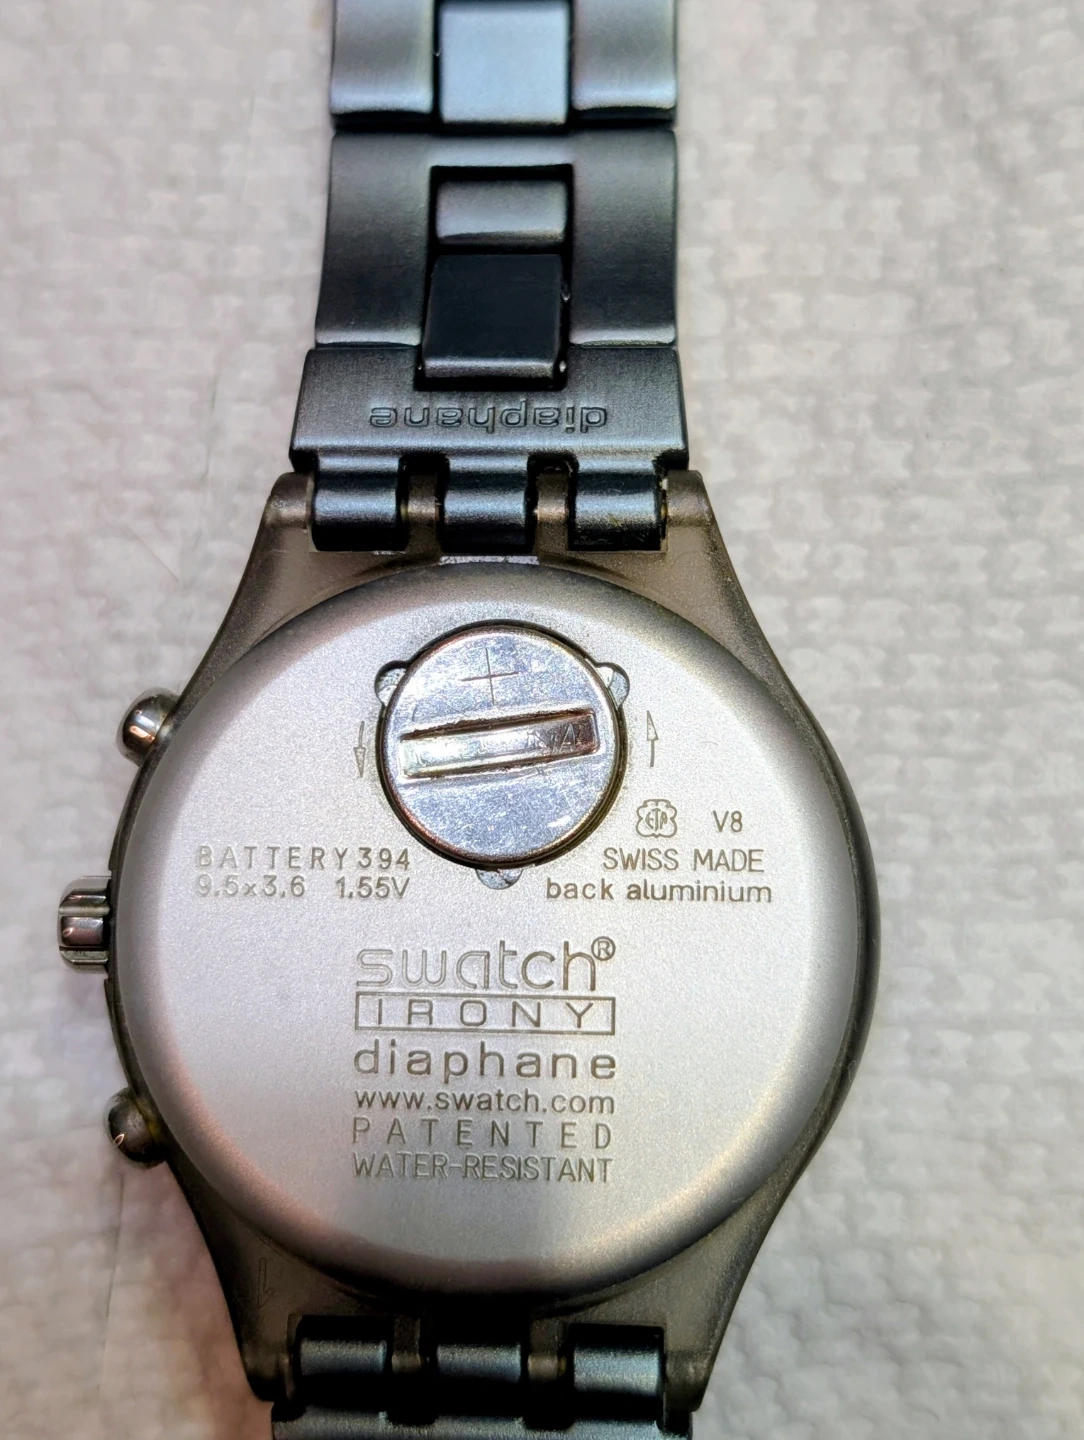 diaphane
+
ETA V8
BATTERY 394
9.5x3.6 1.55V
SWISS MADE
back aluminium
swatch®
IRONY
diaphane
www.swatch.com
PATENTED
WATER-RESISTANT